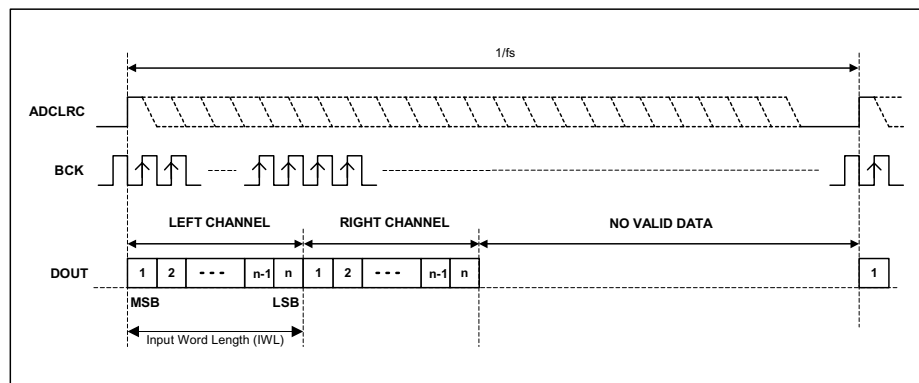 1/fs
ADCLRC
BCK
LEFT CHANNEL RIGHT CHANNEL NO VALID DATA
DOUT 1 2 - - - n-1 n 1 2 - - - n-1 n 1
MSB LSB
Input Word Length (IWL)